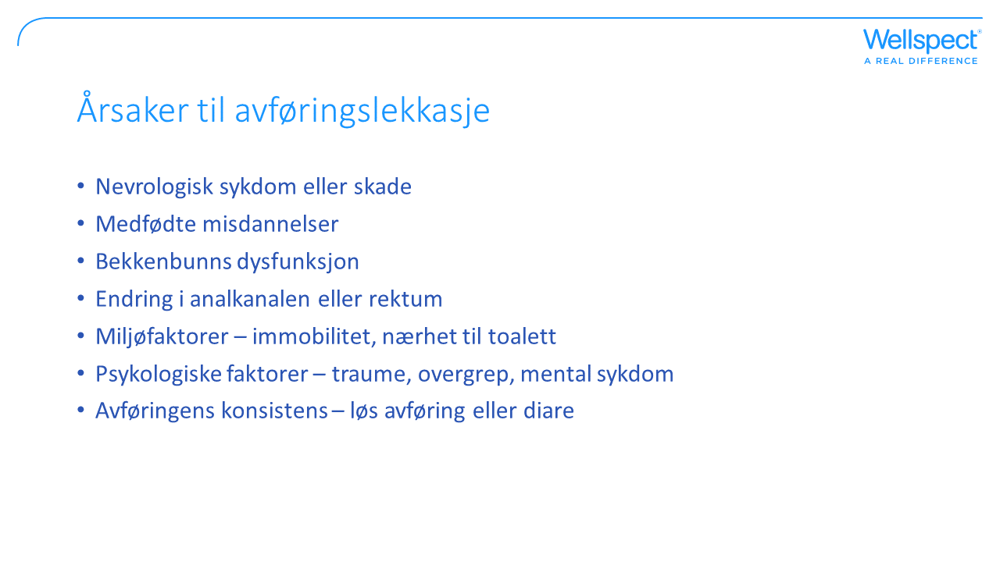 Wellspect®
A REAL DIFFERENCE
Årsaker til avføringslekkasje
• Nevrologisk sykdom eller skade
• Medfødte misdannelser
• Bekkenbunns dysfunksjon
• Endring i analkanalen eller rektum
• Miljøfaktorer – immobilitet, nærhet til toalett
• Psykologiske faktorer – traume, overgrep, mental sykdom
• Avføringens konsistens – løs avføring eller diare